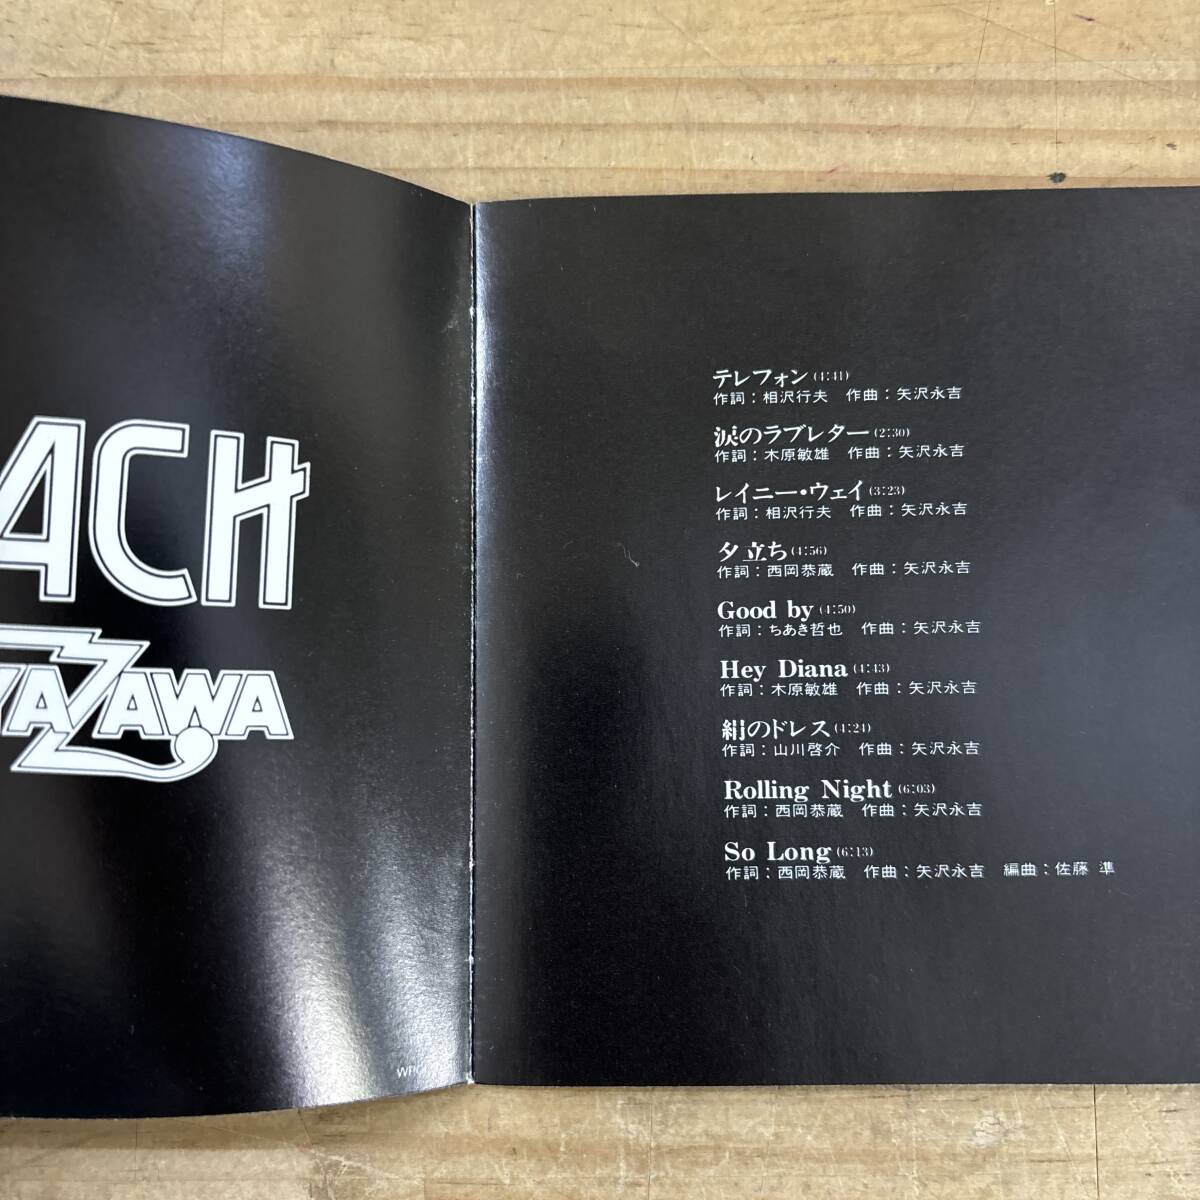 ACH
YAZAWA
テレフォン(4:41)
作詞：相沢行夫　作曲：矢沢永吉
涙のラブレター(2:30)
作詞：木原敏雄　作曲：矢沢永吉
レイニー・ウェイ(3:23)
作詞：相沢行夫　作曲：矢沢永吉
夕立ち(4:56)
作詞：西岡恭蔵　作曲：矢沢永吉
Good by(4:50)
作詞：ちあき哲也　作曲：矢沢永吉
Hey Diana(4:43)
作詞：木原敏雄　作曲：矢沢永吉
絹のドレス(4:24)
作詞：山川啓介　作曲：矢沢永吉
Rolling Night(6:03)
作詞：西岡恭蔵　作曲：矢沢永吉
So Long(6:13)
作詞：西岡恭蔵　作曲：矢沢永吉　編曲：佐藤 準